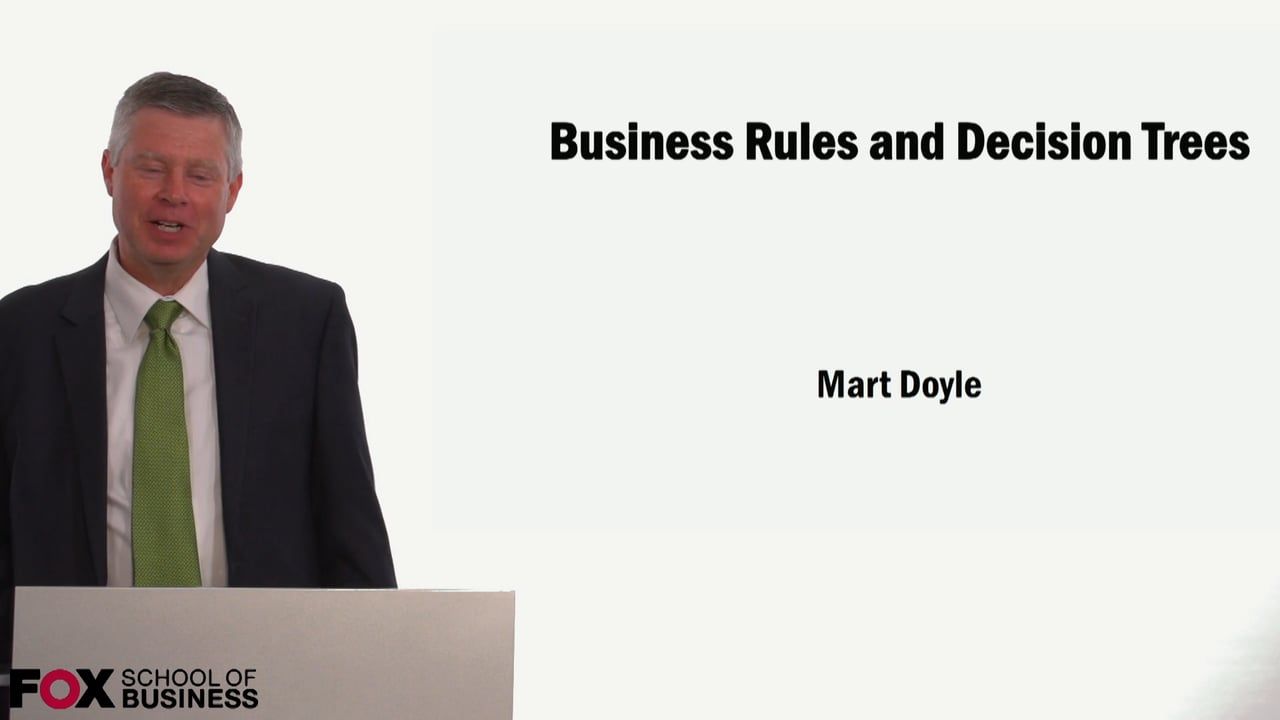 Business Rules and Decision Trees
Mart Doyle
FOX SCHOOL OF
BUSINESS